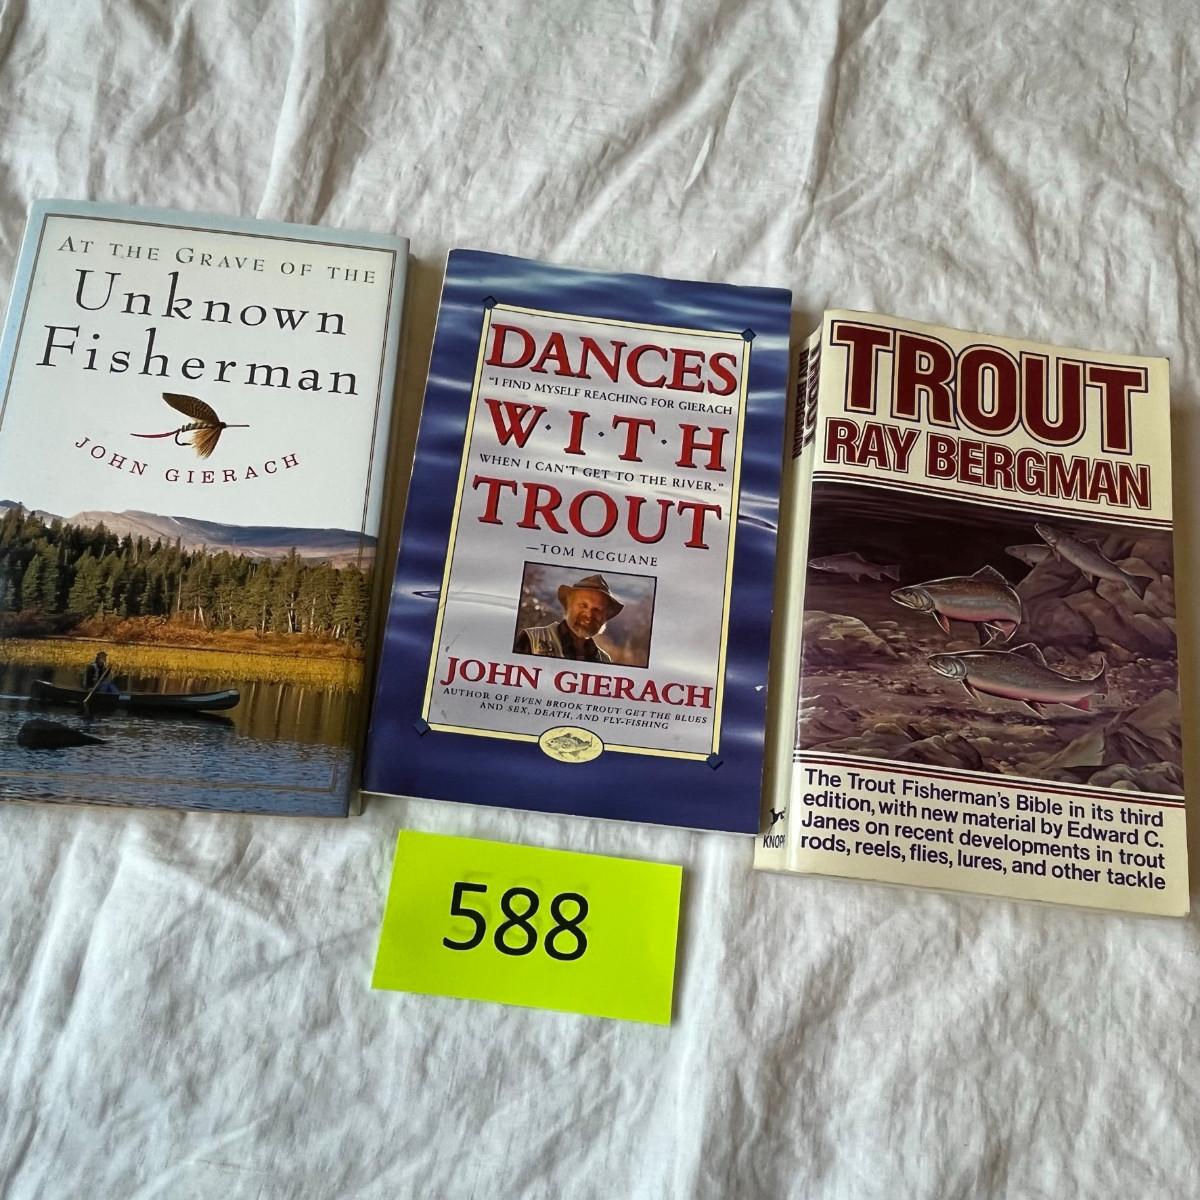 AT THE GRAVE OF THE
Unknown
Fisherman
JOHN GIERACH
DANCES
"I FIND MYSELF REACHING FOR GIERACH
W·I·T·H
WHEN I CAN'T GET TO THE RIVER."
TROUT
—TOM MCGUANE
JOHN GIERACH
AUTHOR OF EVEN BROOK TROUT GET THE BLUES
AND SEX, DEATH, AND FLY-FISHING
TROUT
RAY BERGMAN
The Trout Fisherman's Bible in its third
edition, with new material by Edward C.
Janes on recent developments in trout
rods, reels, flies, lures, and other tackle
588